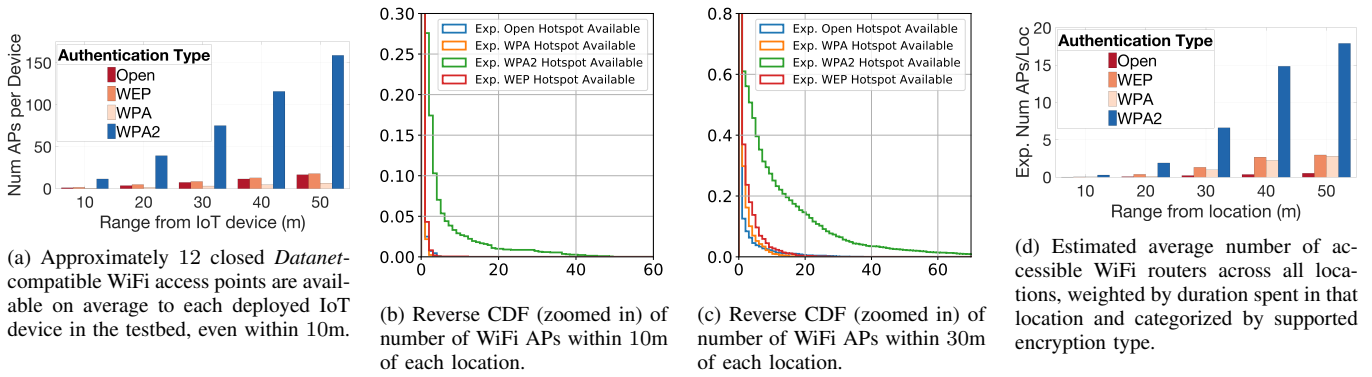 Num APs per Device
150
100
50
0
Authentication Type
Open
WEP
WPA
WPA2
10 20 30 40 50
Range from IoT device (m)
(a) Approximately 12 closed Datanet-
compatible WiFi access points are avail-
able on average to each deployed IoT
device in the testbed, even within 10m.
0.30
0.25
0.20
0.15
0.10
0.05
0.00
Exp. Open Hotspot Available
Exp. WPA Hotspot Available
Exp. WPA2 Hotspot Available
Exp. WEP Hotspot Available
0 20 40 60
(b) Reverse CDF (zoomed in) of
number of WiFi APs within 10m
of each location.
0.8
0.6
0.4
0.2
0.0
Exp. Open Hotspot Available
Exp. WPA Hotspot Available
Exp. WPA2 Hotspot Available
Exp. WEP Hotspot Available
0 20 40 60
(c) Reverse CDF (zoomed in) of
number of WiFi APs within 30m
of each location.
Exp. Num APs/Loc
20
15
10
5
0
Authentication Type
Open
WEP
WPA
WPA2
10 20 30 40 50
Range from location (m)
(d) Estimated average number of ac-
cessible WiFi routers across all loca-
tions, weighted by duration spent in that
location and categorized by supported
encryption type.